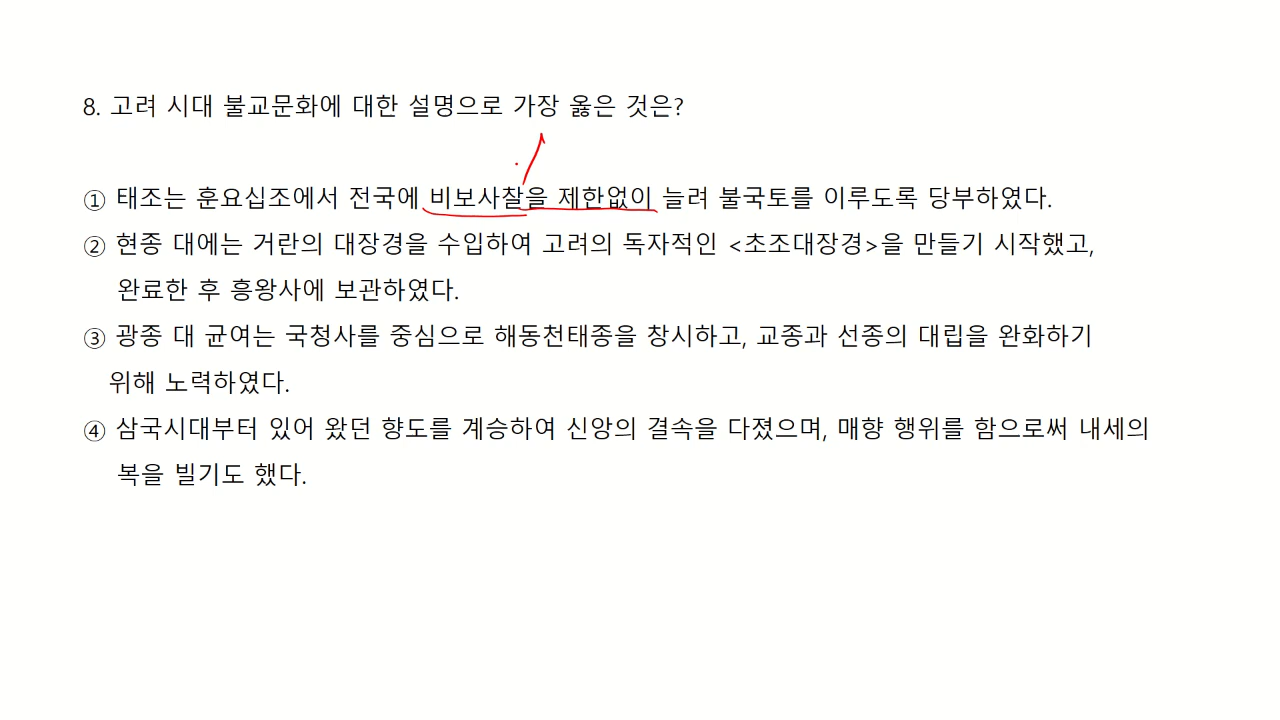 8. 고려 시대 불교문화에 대한 설명으로 가장 옳은 것은?
① 태조는 훈요십조에서 전국에 비보사찰을 제한없이 늘려 불국토를 이루도록 당부하였다.
② 현종 대에는 거란의 대장경을 수입하여 고려의 독자적인 <초조대장경>을 만들기 시작했고,
완료한 후 흥왕사에 보관하였다.
③ 광종 대 균여는 국청사를 중심으로 해동천태종을 창시하고, 교종과 선종의 대립을 완화하기
위해 노력하였다.
④ 삼국시대부터 있어 왔던 향도를 계승하여 신앙의 결속을 다졌으며, 매향 행위를 함으로써 내세의
복을 빌기도 했다.